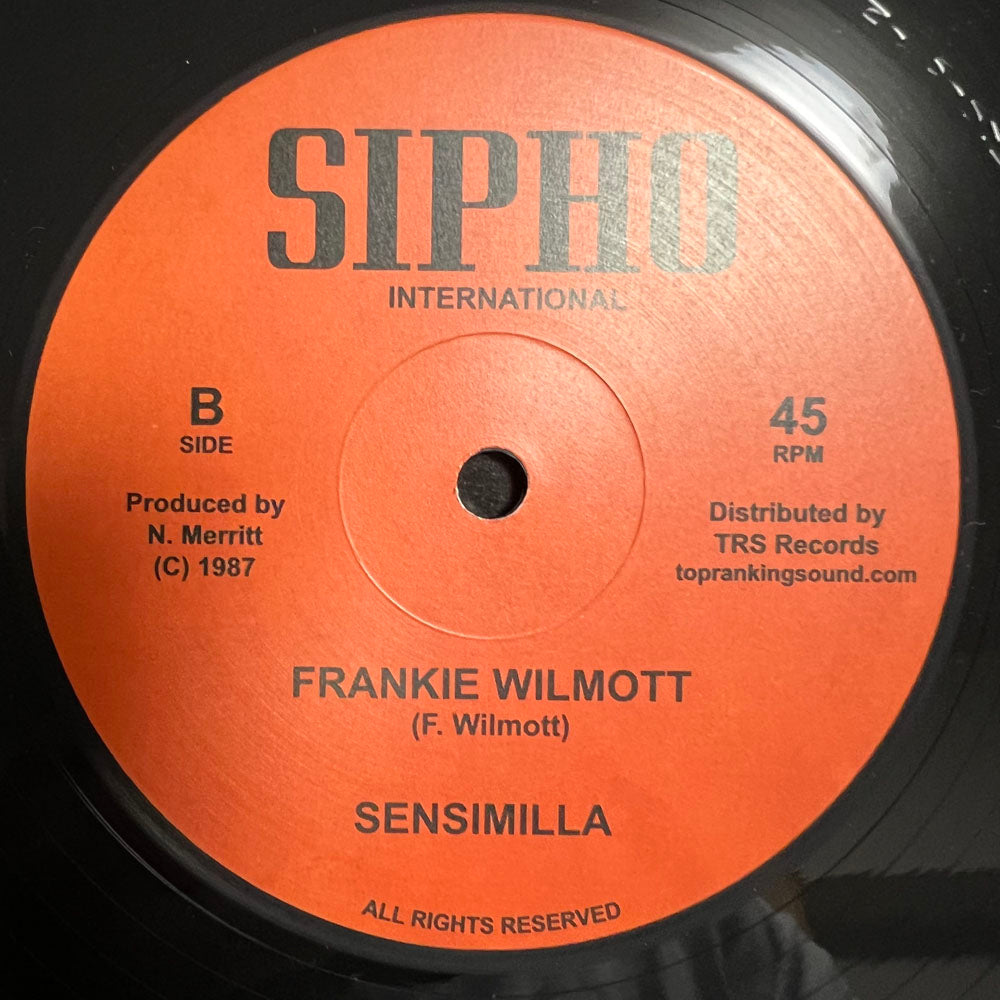 SIPHO
INTERNATIONAL
B
SIDE
45
RPM
Produced by
N. Merritt
(C) 1987
Distributed by
TRS Records
toprankingsound.com
FRANKIE WILMOTT
(F. Wilmott)
SENSIMILLA
ALL RIGHTS RESERVED